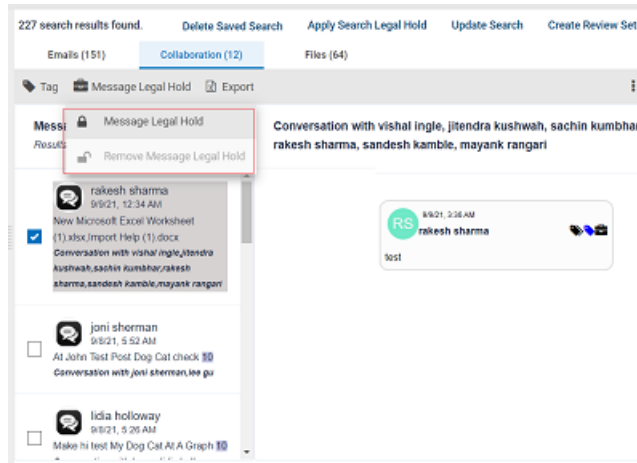 227 search results found.
Delete Saved Search
Apply Search Legal Hold
Update Search
Create Review Set
Emails (151)
Collaboration (12)
Files (64)
Tag
Message Legal Hold
Export
Messa
Message Legal Hold
Results
Remove Message Legal Hold
rakesh sharma
9/9/21, 12:34 AM
New Microsoft Excel Worksheet
(1).xlsx,Import Help (1).docx
Conversation with vishal ingle,jitendra
kushwah,sachin kumbhar,rakesh
sharma,sandesh kamble,mayank rangari
joni sherman
9/8/21, 5:52 AM
At John Test Post Dog Cat check 10
Conversation with joni sherman,lee gu
lidia holloway
9/8/21, 5:26 AM
Make hi test My Dog Cat At A Graph 10
Conversation with vishal ingle, jitendra kushwah, sachin kumbhar,
rakesh sharma, sandesh kamble, mayank rangari
RS
9/9/21, 3:36 AM
rakesh sharma
test